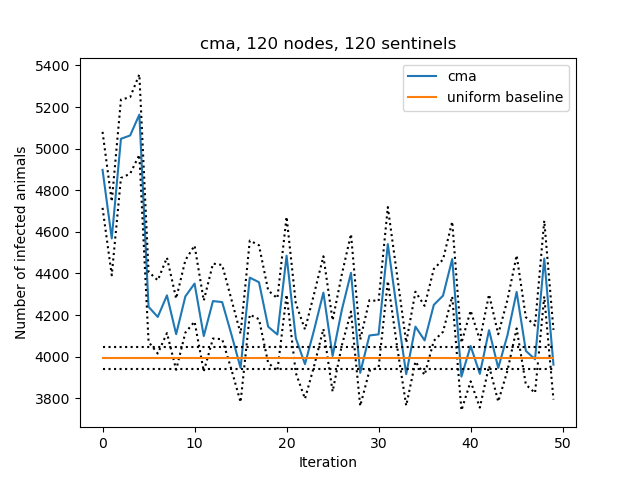 cma, 120 nodes, 120 sentinels
cma
uniform baseline
Number of infected animals
5400
5200
5000
4800
4600
4400
4200
4000
3800
0 10 20 30 40 50
Iteration